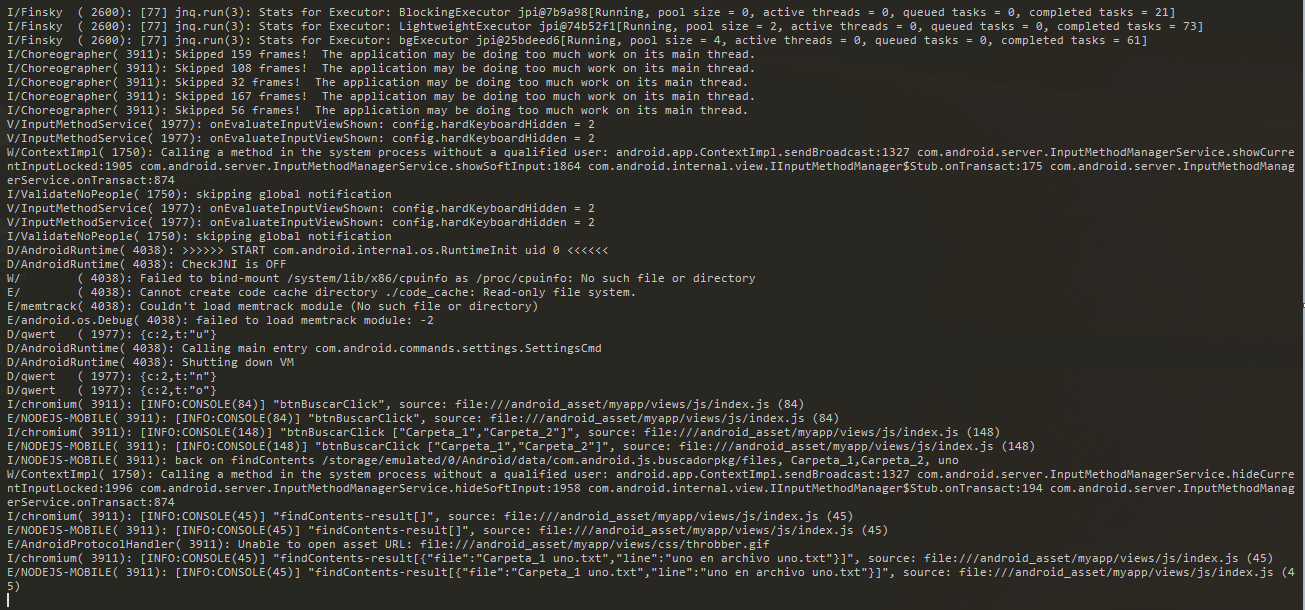 I/Finsky  ( 2600): [77] jnq.run(3): Stats for Executor: BlockingExecutor jpi@7b9a98[Running, pool size = 0, active threads = 0, queued tasks = 0, completed tasks = 21]
I/Finsky  ( 2600): [77] jnq.run(3): Stats for Executor: LightweightExecutor jpi@74b52f1[Running, pool size = 2, active threads = 0, queued tasks = 0, completed tasks = 73]
I/Finsky  ( 2600): [77] jnq.run(3): Stats for Executor: bgExecutor jpi@25bdeed6[Running, pool size = 4, active threads = 0, queued tasks = 0, completed tasks = 61]
I/Choreographer( 3911): Skipped 159 frames!  The application may be doing too much work on its main thread.
I/Choreographer( 3911): Skipped 108 frames!  The application may be doing too much work on its main thread.
I/Choreographer( 3911): Skipped 32 frames!  The application may be doing too much work on its main thread.
I/Choreographer( 3911): Skipped 167 frames!  The application may be doing too much work on its main thread.
I/Choreographer( 3911): Skipped 56 frames!  The application may be doing too much work on its main thread.
V/InputMethodService( 1977): onEvaluateInputViewShown: config.hardKeyboardHidden = 2
V/InputMethodService( 1977): onEvaluateInputViewShown: config.hardKeyboardHidden = 2
W/ContextImpl( 1750): Calling a method in the system process without a qualified user: android.app.ContextImpl.sendBroadcast:1327 com.android.server.InputMethodManagerService.showCurre
ntInputLocked:1905 com.android.server.InputMethodManagerService.showSoftInput:1864 com.android.internal.view.IInputMethodManager$Stub.onTransact:175 com.android.server.InputMethodManag
erService.onTransact:874
I/ValidateNoPeople( 1750): skipping global notification
V/InputMethodService( 1977): onEvaluateInputViewShown: config.hardKeyboardHidden = 2
V/InputMethodService( 1977): onEvaluateInputViewShown: config.hardKeyboardHidden = 2
I/ValidateNoPeople( 1750): skipping global notification
D/AndroidRuntime( 4038): >>>>>> START com.android.internal.os.RuntimeInit uid 0 <<<<<<
D/AndroidRuntime( 4038): CheckJNI is OFF
W/        ( 4038): Failed to bind-mount /system/lib/x86/cpuinfo as /proc/cpuinfo: No such file or directory
E/        ( 4038): Cannot create code cache directory ./code_cache: Read-only file system.
E/memtrack( 4038): Couldn't load memtrack module (No such file or directory)
E/android.os.Debug( 4038): failed to load memtrack module: -2
D/qwert   ( 1977): {c:2,t:"u"}
D/AndroidRuntime( 4038): Calling main entry com.android.commands.settings.SettingsCmd
D/AndroidRuntime( 4038): Shutting down VM
D/qwert   ( 1977): {c:2,t:"n"}
D/qwert   ( 1977): {c:2,t:"o"}
I/chromium( 3911): [INFO:CONSOLE(84)] "btnBuscarClick", source: file:///android_asset/myapp/views/js/index.js (84)
E/NODEJS-MOBILE( 3911): [INFO:CONSOLE(84)] "btnBuscarClick", source: file:///android_asset/myapp/views/js/index.js (84)
I/chromium( 3911): [INFO:CONSOLE(148)] "btnBuscarClick ["Carpeta_1","Carpeta_2"]", source: file:///android_asset/myapp/views/js/index.js (148)
E/NODEJS-MOBILE( 3911): [INFO:CONSOLE(148)] "btnBuscarClick ["Carpeta_1","Carpeta_2"]", source: file:///android_asset/myapp/views/js/index.js (148)
I/NODEJS-MOBILE( 3911): back on findContents /storage/emulated/0/Android/data/com.android.js.buscadorpkg/files, Carpeta_1,Carpeta_2, uno
W/ContextImpl( 1750): Calling a method in the system process without a qualified user: android.app.ContextImpl.sendBroadcast:1327 com.android.server.InputMethodManagerService.hideCurre
ntInputLocked:1996 com.android.server.InputMethodManagerService.hideSoftInput:1958 com.android.internal.view.IInputMethodManager$Stub.onTransact:194 com.android.server.InputMethodManag
erService.onTransact:874
I/chromium( 3911): [INFO:CONSOLE(45)] "findContents-result[]", source: file:///android_asset/myapp/views/js/index.js (45)
E/NODEJS-MOBILE( 3911): [INFO:CONSOLE(45)] "findContents-result[]", source: file:///android_asset/myapp/views/js/index.js (45)
E/AndroidProtocolHandler( 3911): Unable to open asset URL: file:///android_asset/myapp/views/css/throbber.gif
I/chromium( 3911): [INFO:CONSOLE(45)] "findContents-result[{"file":"Carpeta_1 uno.txt","line":"uno en archivo uno.txt"}]", source: file:///android_asset/myapp/views/js/index.js (45)
E/NODEJS-MOBILE( 3911): [INFO:CONSOLE(45)] "findContents-result[{"file":"Carpeta_1 uno.txt","line":"uno en archivo uno.txt"}]", source: file:///android_asset/myapp/views/js/index.js (4
5)